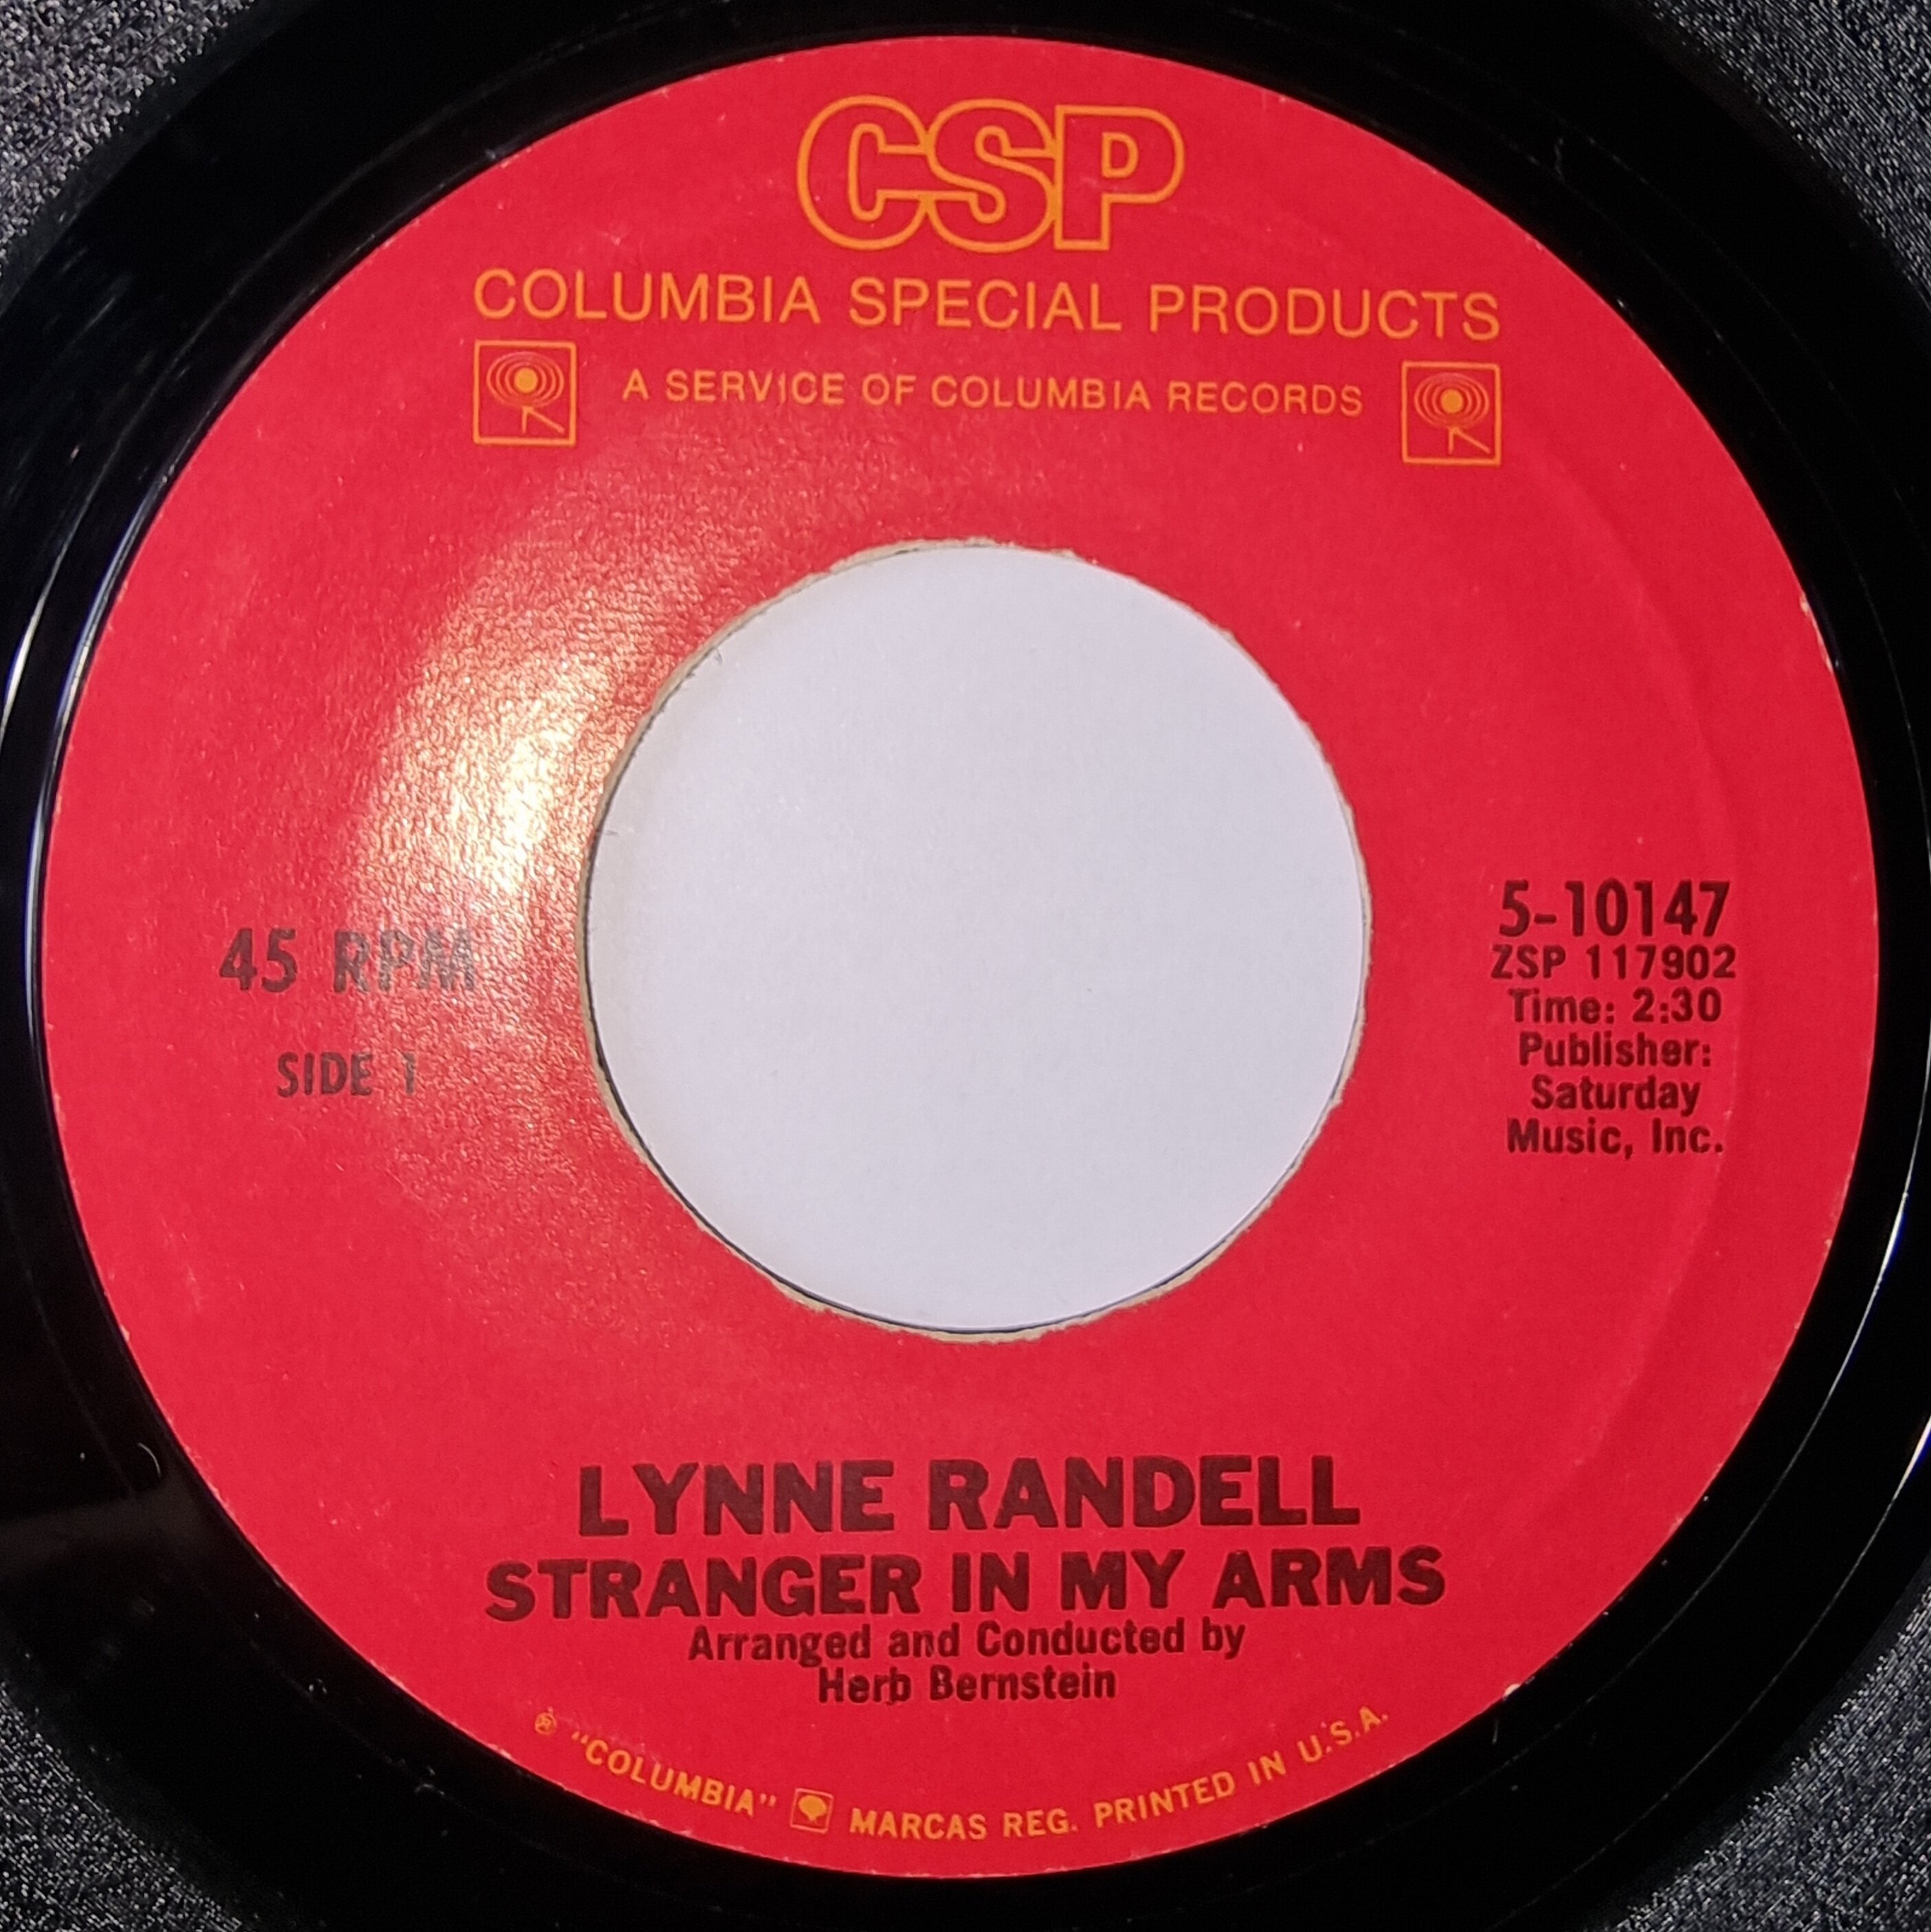 CSP
COLUMBIA SPECIAL PRODUCTS
A SERVICE OF COLUMBIA RECORDS
45 RPM
SIDE 1
5-10147
ZSP 117902
Time: 2:30
Publisher:
Saturday
Music, Inc.
LYNNE RANDELL
STRANGER IN MY ARMS
Arranged and Conducted by
Herb Bernstein
® "COLUMBIA" MARCAS REG. PRINTED IN U.S.A.